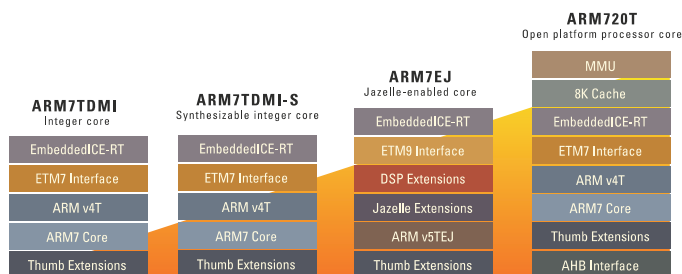 ARM7TDMI
Integer core
EmbeddedICE-RT
ETM7 Interface
ARM v4T
ARM7 Core
Thumb Extensions
ARM7TDMI-S
Synthesizable integer core
EmbeddedICE-RT
ETM7 Interface
ARM v4T
ARM7 Core
Thumb Extensions
ARM7EJ
Jazelle-enabled core
EmbeddedICE-RT
ETM9 Interface
DSP Extensions
Jazelle Extensions
ARM v5TEJ
Thumb Extensions
ARM720T
Open platform processor core
MMU
8K Cache
EmbeddedICE-RT
ETM7 Interface
ARM v4T
ARM7 Core
Thumb Extensions
AHB Interface